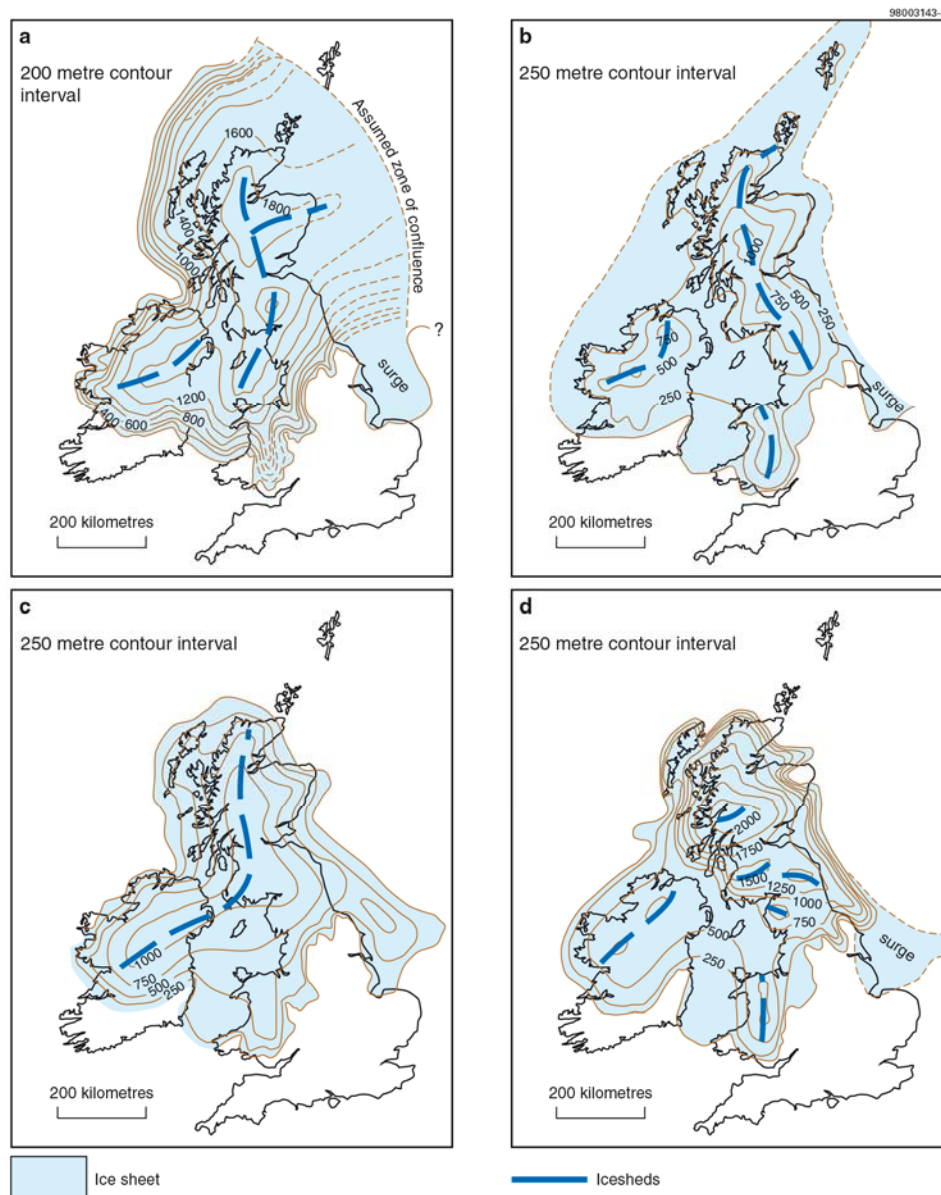 98003143-
a
200 metre contour
interval
Assumed zone of confluence
1600
1800
1400
1000
?
surge
1200
400
600
800
200 kilometres
b
250 metre contour interval
1000
750
500
250
750
500
250
surge
200 kilometres
c
250 metre contour interval
1000
750
500
250
200 kilometres
d
250 metre contour interval
2000
1750
1500
1250
1000
750
500
250
surge
200 kilometres
Ice sheet
Icesheds